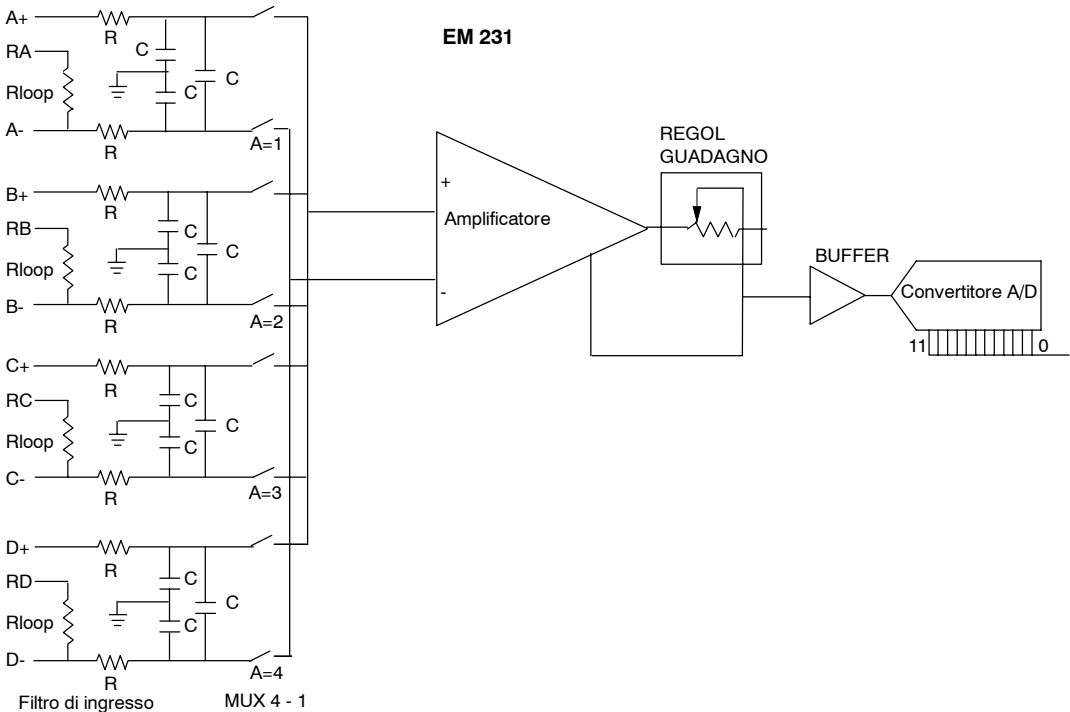 EM 231
A+
R
C
RA
C
Rloop
C
A-
R
A=1
B+
R
RB
C
C
Rloop
C
B-
R
A=2
C+
R
RC
C
C
Rloop
C
C-
R
A=3
D+
R
RD
C
C
Rloop
C
D-
R
A=4
Filtro di ingresso
MUX 4 - 1
+
Amplificatore
-
REGOL
GUADAGNO
BUFFER
Convertitore A/D
11
0